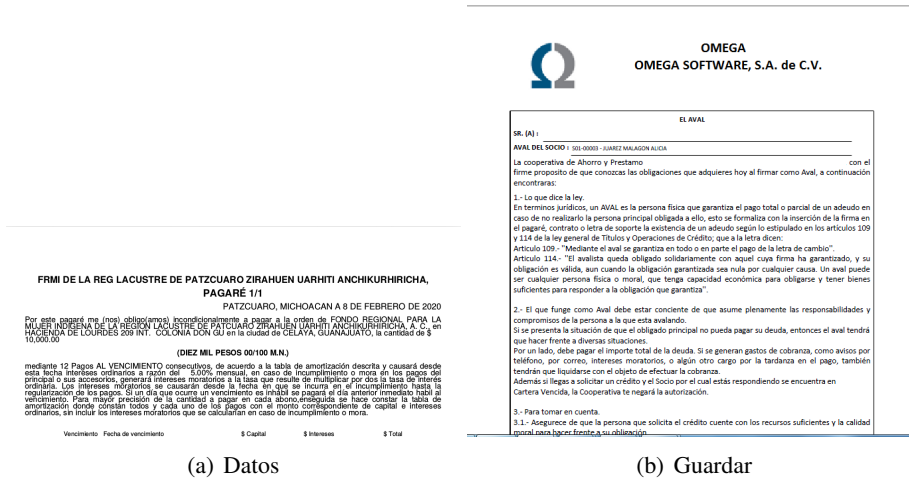 FRMI DE LA REG LACUSTRE DE PATZCUARO ZIRAHUEN UARHITI ANCHIKURHIRICHA,
PAGARÉ 1/1
PATZCUARO, MICHOACAN A 8 DE FEBRERO DE 2020
Por este pagaré me (nos) obligo(amos) incondicionalmente a pagar a la orden de FONDO REGIONAL PARA LA
MUJER INDIGENA DE LA REGION LACUSTRE DE PATCUARO ZIRAHUEN UARHITI ANCHIKURHIRICHA, A. C., en
HACIENDA DE LOURDES 209 INT. COLONIA DON GU en la ciudad de CELAYA, GUANAJUATO, la cantidad de $
10,000.00
(DIEZ MIL PESOS 00/100 M.N.)
mediante 12 Pagos AL VENCIMIENTO consecutivos, de acuerdo a la tabla de amortización descrita y causará desde
esta fecha intereses ordinarios a razón del 5.00% mensual, en caso de incumplimiento o mora en los pagos del
principal o sus accesorios, generará intereses moratorios a la tasa que resulte de multiplicar por dos la tasa de interés
ordinaria. Los intereses moratorios se causarán desde la fecha en que se incurra en el incumplimiento hasta la
regularización de los pagos. Si un día que ocurre un vencimiento es inhábil se pagará el día anterior inmediato hábil al
vencimiento. Para mayor precisión de la cantidad a pagar en cada abono,enseguida se hace constar la tabla de
amortización donde constan todos y cada uno de los pagos con el monto correspondiente de capital e intereses
ordinarios, sin incluir los intereses moratorios que se calcularían en caso de incumplimiento o mora.
Vencimiento Fecha de vencimiento $ Capital $ Intereses $ Total
(a) Datos
OMEGA
OMEGA SOFTWARE, S.A. de C.V.
EL AVAL
SR. (A) :
AVAL DEL SOCIO : S01-00003 - JUAREZ MALAGON ALICIA
La cooperativa de Ahorro y Prestamo con el
firme proposito de que conozcas las obligaciones que adquieres hoy al firmar como Aval, a continuación
encontraras:
1.- Lo que dice la ley.
En terminos jurídicos, un AVAL es la persona física que garantiza el pago total o parcial de un adeudo en
caso de no realizarlo la persona principal obligada a ello, esto se formaliza con la inserción de la firma en
el pagaré, contrato o letra de soporte la existencia de un adeudo según lo estipulado en los artículos 109
y 114 de la ley general de Títulos y Operaciones de Crédito; que a la letra dicen:
Articulo 109.- "Mediante el aval se garantiza en todo o en parte el pago de la letra de cambio".
Articulo 114.- "El avalista queda obligado solidariamente con aquel cuya firma ha garantizado, y su
obligación es válida, aun cuando la obligación garantizada sea nula por cualquier causa. Un aval puede
ser cualquier persona física o moral, que tenga capacidad económica para obligarse y tener bienes
suficientes para responder a la obligación que garantiza".
2.- El que funge como Aval debe estar conciente de que asume plenamente las responsabilidades y
compromisos de la persona a la que esta avalando.
Si se presenta la situación de que el obligado principal no pueda pagar su deuda, entonces el aval tendrá
que hacer frente a diversas situaciones.
Por un lado, debe pagar el importe total de la deuda. Si se generan gastos de cobranza, como avisos por
teléfono, por correo, intereses moratorios, o algún otro cargo por la tardanza en el pago, también
tendrán que liquidarse con el objeto de efectuar la cobranza.
Además si llegas a solicitar un crédito y el Socio por el cual estás respondiendo se encuentra en
Cartera Vencida, la Cooperativa te negará la autorización.
3.- Para tomar en cuenta.
3.1.- Asegurece de que la persona que solicita el crédito cuente con los recursos suficientes y la calidad
moral para hacer frente a su obligación
(b) Guardar